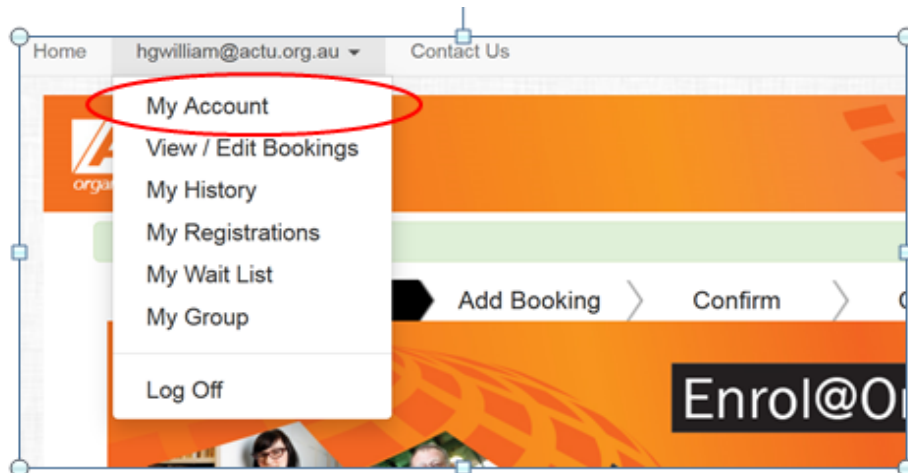 Home hgwilliam@actu.org.au Contact Us
My Account
View / Edit Bookings
My History
My Registrations
My Wait List
My Group
Log Off
Add Booking Confirm
Enrol@O